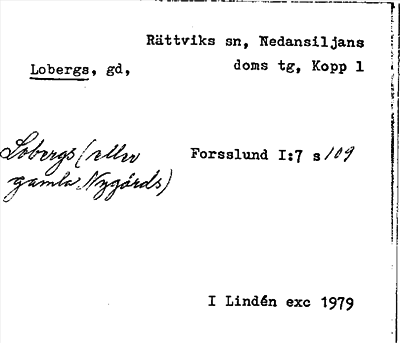 Rättviks sn, Nedansiljans
Lobergs, gd, doms tg, Kopp 1
Lobergs (eller Forsslund I:7 s 109
gamla Nygårds)
I Lindén exc 1979